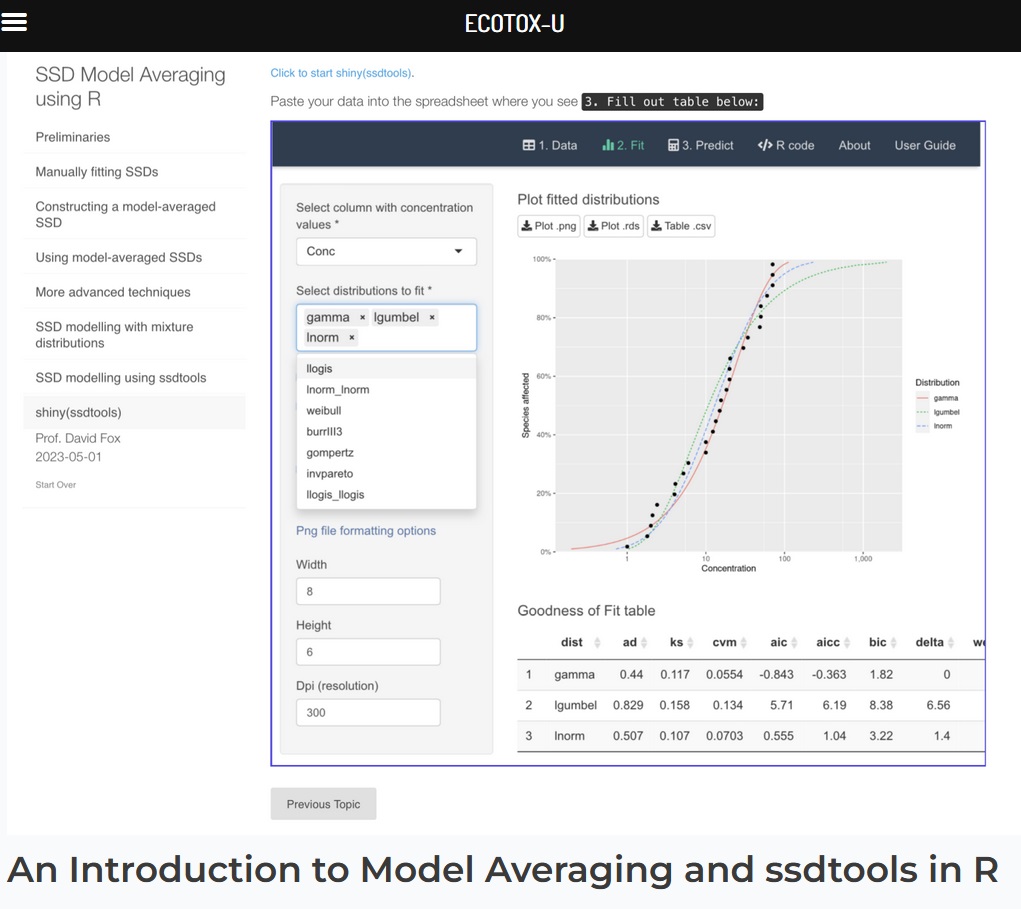 ECOTOX-U
SSD Model Averaging
using R
Preliminaries
Manually fitting SSDs
Constructing a model-averaged
SSD
Using model-averaged SSDs
More advanced techniques
SSD modelling with mixture
distributions
SSD modelling using ssdtools
shiny(ssdtools)
Prof. David Fox
2023-05-01
Start Over
Click to start shiny(ssdtools).
Paste your data into the spreadsheet where you see 3. Fill out table below:
1. Data 2. Fit 3. Predict R code About User Guide
Select column with concentration
values *
Conc
Select distributions to fit *
gamma × lgumbel ×
lnorm ×
llogis
lnorm_lnorm
weibull
burrIII3
gompertz
invpareto
llogis_llogis
Png file formatting options
Width
8
Height
6
Dpi (resolution)
300
Plot fitted distributions
Plot .png Plot .rds Table .csv
100%
80%
60%
40%
20%
0%
Species affected
1 10 100 1,000
Concentration
Distribution
gamma
lgumbel
lnorm
Goodness of Fit table
dist ad ks cvm aic aicc bic delta we
1 gamma 0.44 0.117 0.0554 -0.843 -0.363 1.82 0
2 lgumbel 0.829 0.158 0.134 5.71 6.19 8.38 6.56
3 lnorm 0.507 0.107 0.0703 0.555 1.04 3.22 1.4
Previous Topic
An Introduction to Model Averaging and ssdtools in R